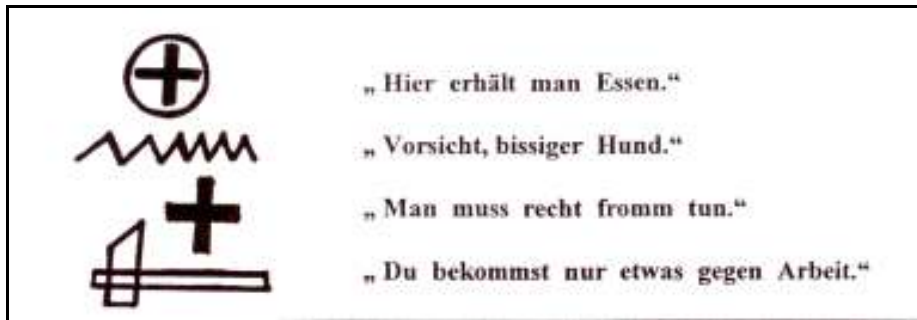 „ Hier erhält man Essen.“
„ Vorsicht, bissiger Hund.“
„ Man muss recht fromm tun.“
„ Du bekommst nur etwas gegen Arbeit.“